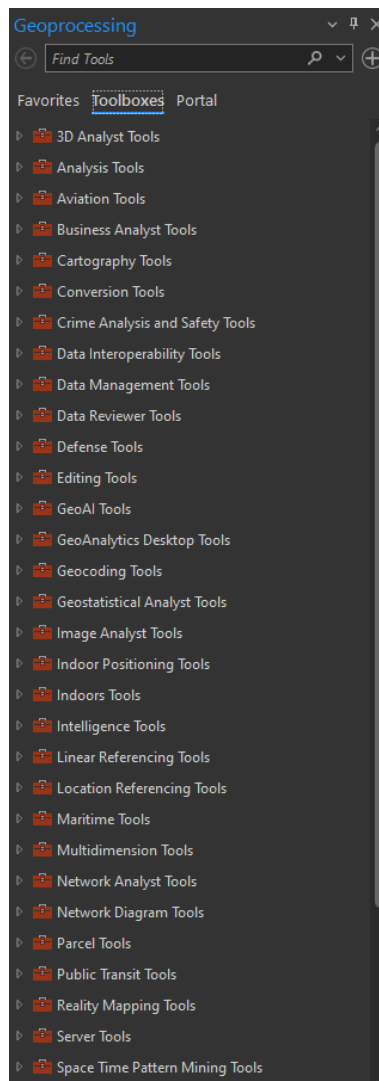 Geoprocessing
Find Tools
Favorites Toolboxes Portal
3D Analyst Tools
Analysis Tools
Aviation Tools
Business Analyst Tools
Cartography Tools
Conversion Tools
Crime Analysis and Safety Tools
Data Interoperability Tools
Data Management Tools
Data Reviewer Tools
Defense Tools
Editing Tools
GeoAI Tools
GeoAnalytics Desktop Tools
Geocoding Tools
Geostatistical Analyst Tools
Image Analyst Tools
Indoor Positioning Tools
Indoors Tools
Intelligence Tools
Linear Referencing Tools
Location Referencing Tools
Maritime Tools
Multidimension Tools
Network Analyst Tools
Network Diagram Tools
Parcel Tools
Public Transit Tools
Reality Mapping Tools
Server Tools
Space Time Pattern Mining Tools